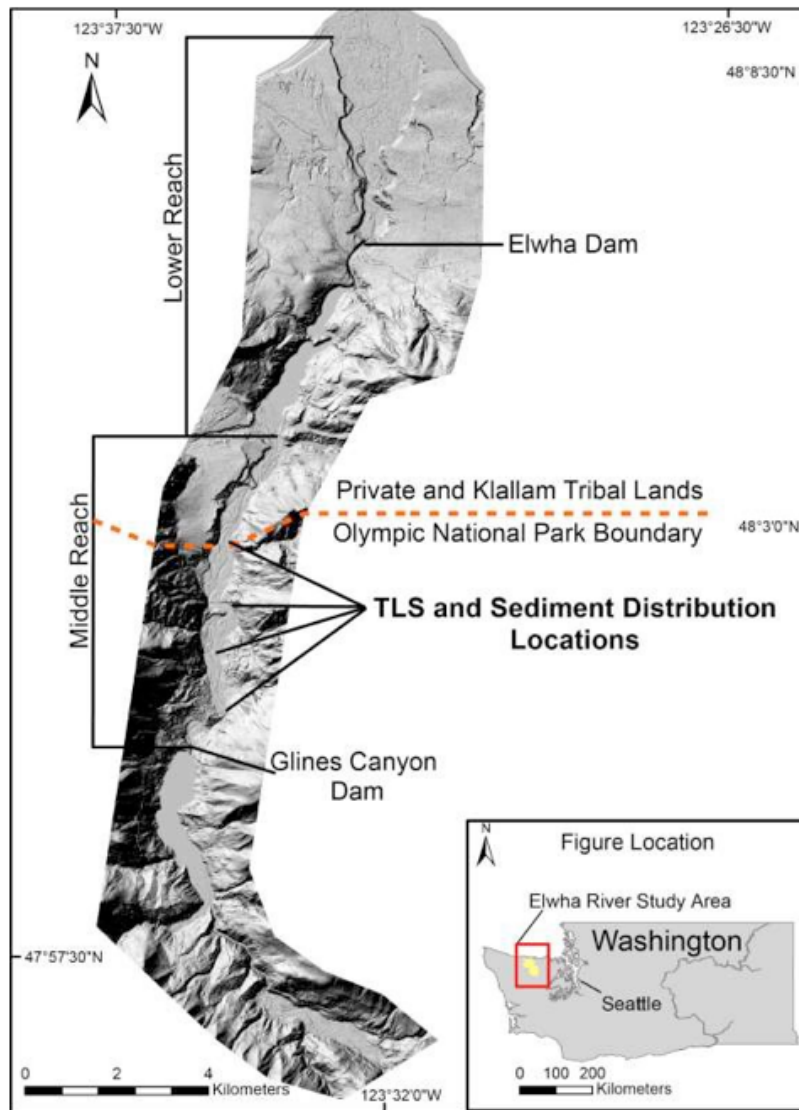 123°37'30"W
123°26'30"W
N
48°8'30"N
Lower Reach
Elwha Dam
Private and Klallam Tribal Lands
48°3'0"N
Olympic National Park Boundary
Middle Reach
TLS and Sediment Distribution
Locations
Glines Canyon
Dam
N
Figure Location
Elwha River Study Area
Washington
Seattle
47°57'30"N
0 2 4
Kilometers
123°32'0"W
0 100 200
Kilometers